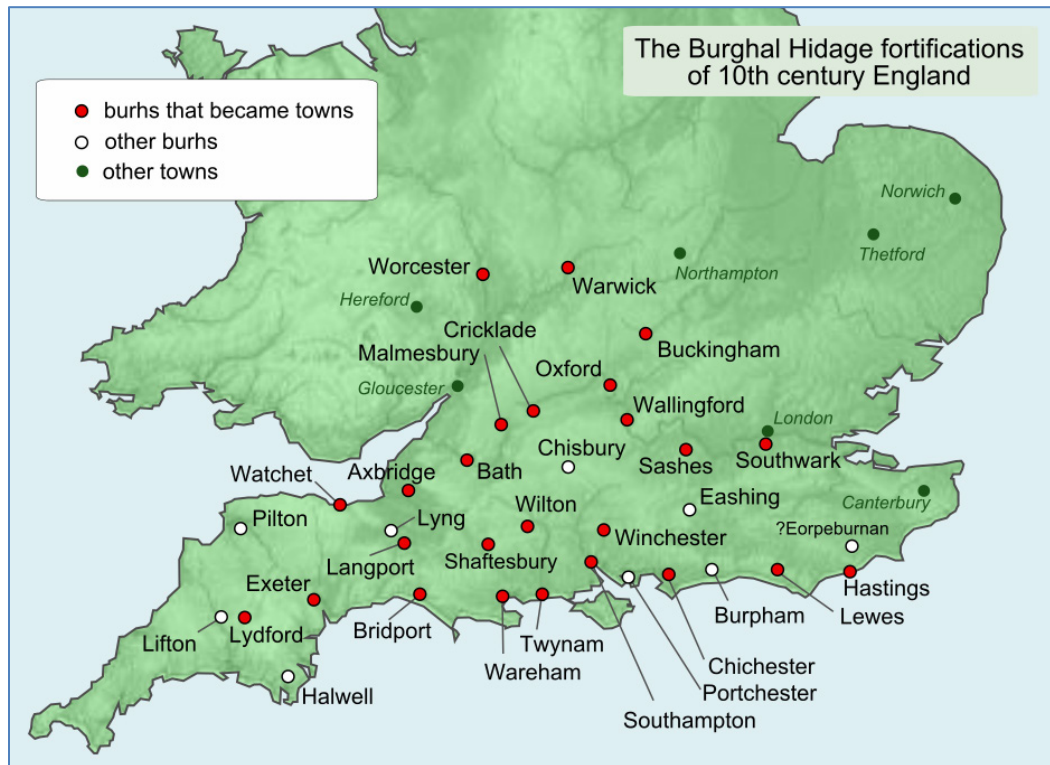 The Burghal Hidage fortifications
of 10th century England
burhs that became towns
other burhs
other towns
Norwich
Thetford
Northampton
Worcester
Warwick
Hereford
Cricklade
Malmesbury
Buckingham
Oxford
Gloucester
Wallingford
London
Chisbury
Southwark
Sashes
Bath
Axbridge
Watchet
Eashing
Canterbury
Wilton
Lyng
Pilton
?Eorpeburnan
Winchester
Shaftesbury
Langport
Exeter
Hastings
Burpham
Lewes
Bridport
Lydford
Lifton
Twynam
Wareham
Chichester
Portchester
Halwell
Southampton